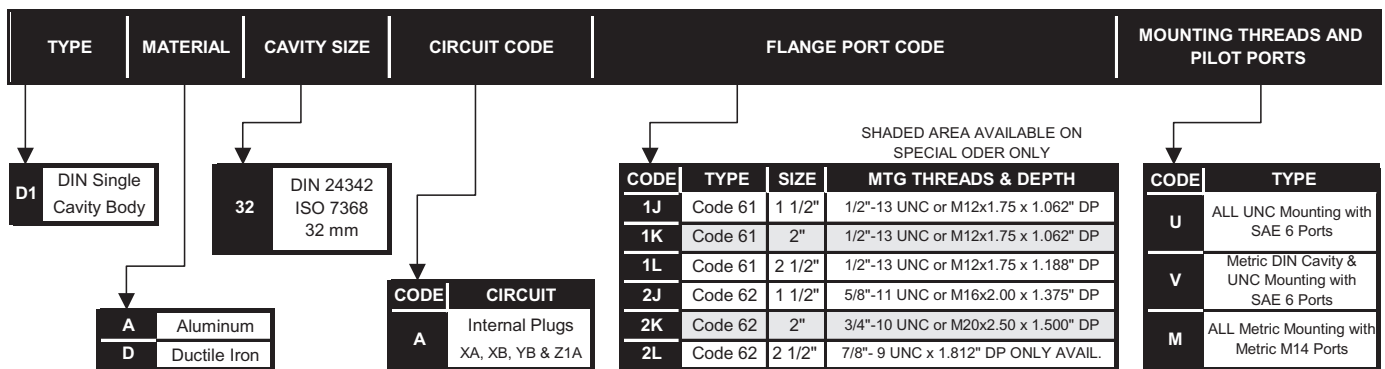 TYPE
MATERIAL
CAVITY SIZE
CIRCUIT CODE
FLANGE PORT CODE
MOUNTING THREADS AND
PILOT PORTS
D1
DIN Single
Cavity Body
A Aluminum
D Ductile Iron
32
DIN 24342
ISO 7368
32 mm
CODE CIRCUIT
A
Internal Plugs
XA, XB, YB & Z1A
SHADED AREA AVAILABLE ON
SPECIAL ODER ONLY
CODE TYPE SIZE MTG THREADS & DEPTH
1J Code 61 1 1/2" 1/2"-13 UNC or M12x1.75 x 1.062" DP
1K Code 61 2" 1/2"-13 UNC or M12x1.75 x 1.062" DP
1L Code 61 2 1/2" 1/2"-13 UNC or M12x1.75 x 1.188" DP
2J Code 62 1 1/2" 5/8"-11 UNC or M16x2.00 x 1.375" DP
2K Code 62 2" 3/4"-10 UNC or M20x2.50 x 1.500" DP
2L Code 62 2 1/2" 7/8"- 9 UNC x 1.812" DP ONLY AVAIL.
CODE TYPE
U
ALL UNC Mounting with
SAE 6 Ports
V
Metric DIN Cavity &
UNC Mounting with
SAE 6 Ports
M
ALL Metric Mounting with
Metric M14 Ports